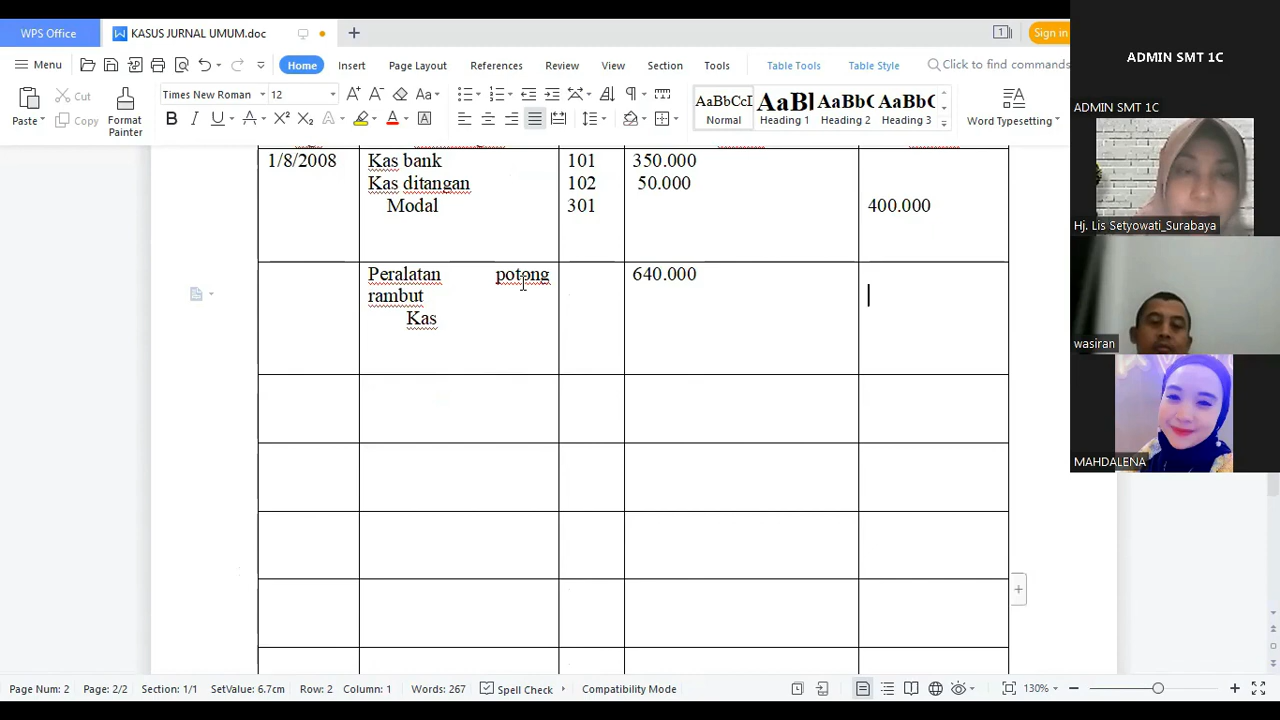 WPS Office
KASUS JURNAL UMUM.doc
1
Sign in
Menu
Home
Insert
Page Layout
References
Review
View
Section
Tools
Table Tools
Table Style
Click to find commands
Paste
Cut
Copy
Format
Painter
Times New Roman
12
AaBbCcD
Normal
AaBl
Heading 1
AaBb(
Heading 2
AaBbC
Heading 3
Word Typesetting
1/8/2008 Kas bank 101 350.000
Kas ditangan 102 50.000
Modal 301 400.000
Peralatan potong 640.000
rambut
Kas
ADMIN SMT 1C
ADMIN SMT 1C
Hj. Lis Setyowati_Surabaya
wasiran
MAHDALENA
Page Num: 2 Page: 2/2 Section: 1/1 SetValue: 6.7cm Row: 2 Column: 1 Words: 267 Spell Check Compatibility Mode 130%